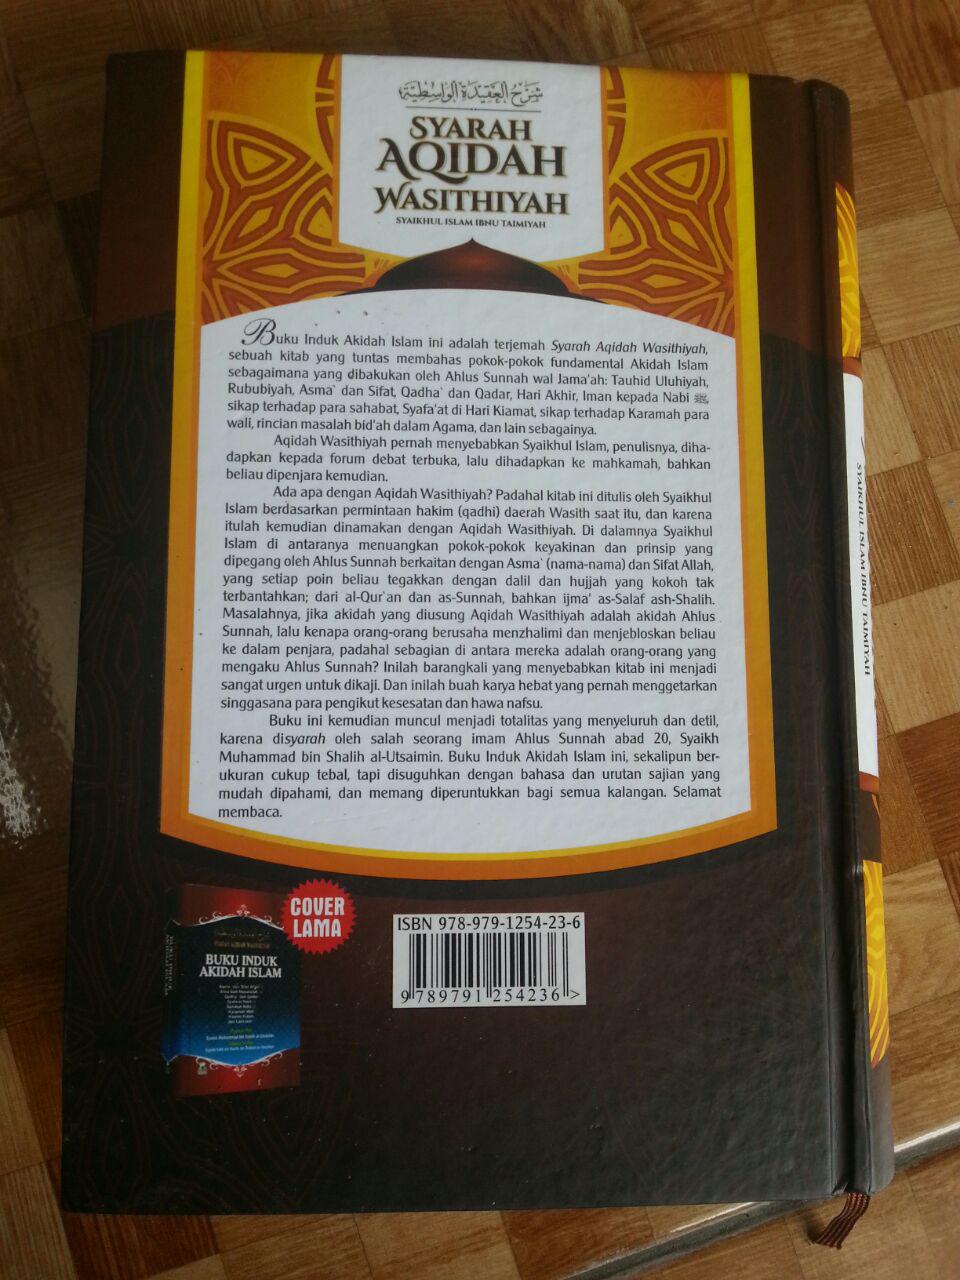 شرح العقيدة الواسطية
SYARAH
AQIDAH
WASITHIYAH
SYAIKHUL ISLAM IBNU TAIMIYAH
Buku Induk Akidah Islam ini adalah terjemah Syarah Aqidah Wasithiyah,
sebuah kitab yang tuntas membahas pokok-pokok fundamental Akidah Islam
sebagaimana yang dibakukan oleh Ahlus Sunnah wal Jama'ah: Tauhid Uluhiyah,
Rububiyah, Asma` dan Sifat, Qadha` dan Qadar, Hari Akhir, Iman kepada Nabi ﷺ,
sikap terhadap para sahabat, Syafa'at di Hari Kiamat, sikap terhadap Karamah para
wali, rincian masalah bid'ah dalam Agama, dan lain sebagainya.
Aqidah Wasithiyah pernah menyebabkan Syaikhul Islam, penulisnya, diha-
dapkan kepada forum debat terbuka, lalu dihadapkan ke mahkamah, bahkan
beliau dipenjara kemudian.
Ada apa dengan Aqidah Wasithiyah? Padahal kitab ini ditulis oleh Syaikhul
Islam berdasarkan permintaan hakim (qadhi) daerah Wasith saat itu, dan karena
itulah kemudian dinamakan dengan Aqidah Wasithiyah. Di dalamnya Syaikhul
Islam di antaranya menuangkan pokok-pokok keyakinan dan prinsip yang
dipegang oleh Ahlus Sunnah berkaitan dengan Asma` (nama-nama) dan Sifat Allah,
yang setiap poin beliau tegakkan dengan dalil dan hujjah yang kokoh tak
terbantahkan; dari al-Qur`an dan as-Sunnah, bahkan ijma' as-Salaf ash-Shalih.
Masalahnya, jika akidah yang diusung Aqidah Wasithiyah adalah akidah Ahlus
Sunnah, lalu kenapa orang-orang berusaha menzhalimi dan menjebloskan beliau
ke dalam penjara, padahal sebagian di antara mereka adalah orang-orang yang
mengaku Ahlus Sunnah? Inilah barangkali yang menyebabkan kitab ini menjadi
sangat urgen untuk dikaji. Dan inilah buah karya hebat yang pernah menggetarkan
singgasana para pengikut kesesatan dan hawa nafsu.
Buku ini kemudian muncul menjadi totalitas yang menyeluruh dan detil,
karena disyarah oleh salah seorang imam Ahlus Sunnah abad 20, Syaikh
Muhammad bin Shalih al-Utsaimin. Buku Induk Akidah Islam ini, sekalipun ber-
ukuran cukup tebal, tapi disuguhkan dengan bahasa dan urutan sajian yang
mudah dipahami, dan memang diperuntukkan bagi semua kalangan. Selamat
membaca.
COVER
LAMA
BUKU INDUK
AKIDAH ISLAM
ISBN 978-979-1254-23-6
9 789791 254236 >
SYAIKHUL ISLAM IBNU TAIMIYAH